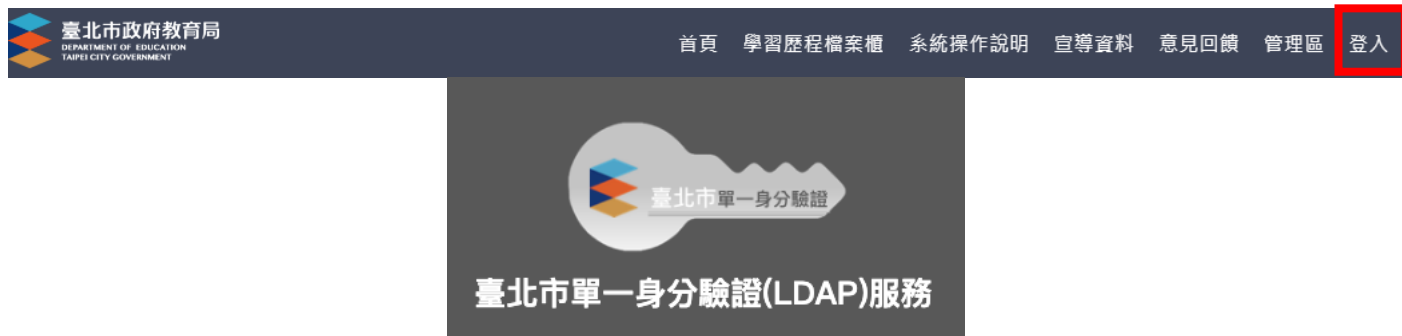 臺北市政府教育局
DEPARTMENT OF EDUCATION
TAIPEI CITY GOVERNMENT
首頁 學習歷程檔案櫃 系統操作說明 宣導資料 意見回饋 管理區 登入
臺北市單一身分驗證
臺北市單一身分驗證(LDAP)服務